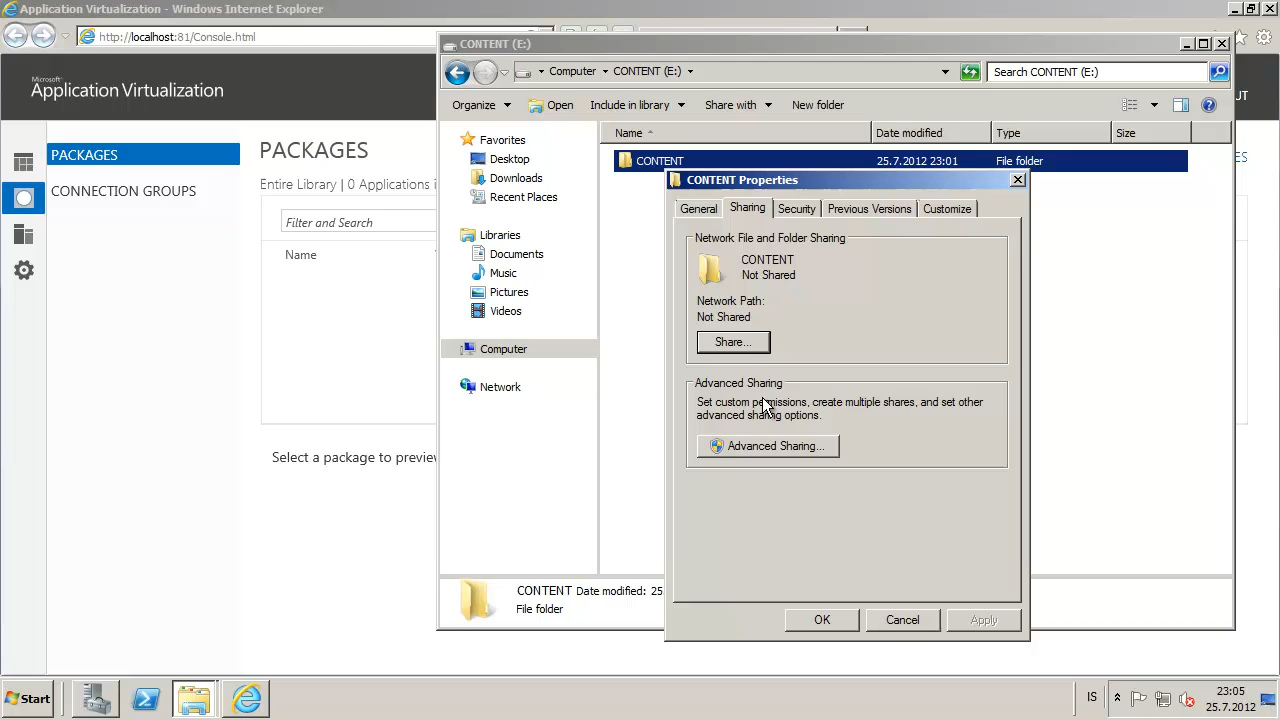 Application Virtualization - Windows Internet Explorer
http://localhost:81/Console.html
Microsoft
Application Virtualization
UT
PACKAGES
CONNECTION GROUPS
PACKAGES
ES
Entire Library | 0 Applications i
Filter and Search
Name
Select a package to preview
CONTENT (E:)
Computer
CONTENT (E:)
Search CONTENT (E:)
Organize
Open
Include in library
Share with
New folder
Favorites
Desktop
Downloads
Recent Places
Libraries
Documents
Music
Pictures
Videos
Computer
Network
Name
Date modified
Type
Size
CONTENT
25.7.2012 23:01
File folder
CONTENT Date modified: 25
File folder
CONTENT Properties
General
Sharing
Security
Previous Versions
Customize
Network File and Folder Sharing
CONTENT
Not Shared
Network Path:
Not Shared
Share...
Advanced Sharing
Set custom permissions, create multiple shares, and set other
advanced sharing options.
Advanced Sharing...
OK
Cancel
Apply
Start
IS
23:05
25.7.2012